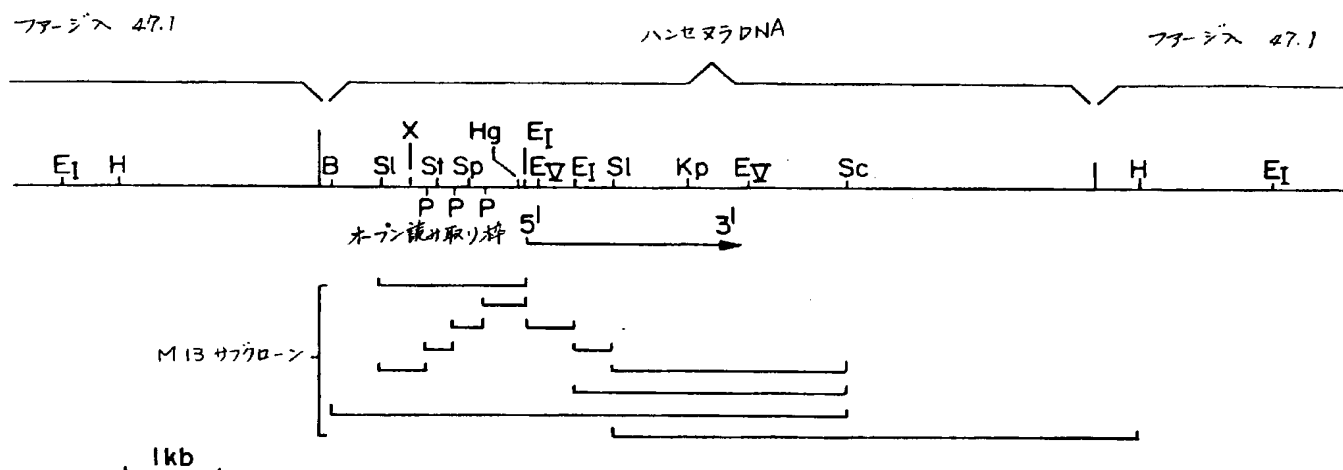 ファージλ 47.1
ハンセヌラDNA
ファージλ 47.1
X Hg EI
EI H B Sl St Sp EV EI Sl Kp EV Sc H EI
P P P
オープン読み取り枠 5' 3'
M13 サブクローン
1kb